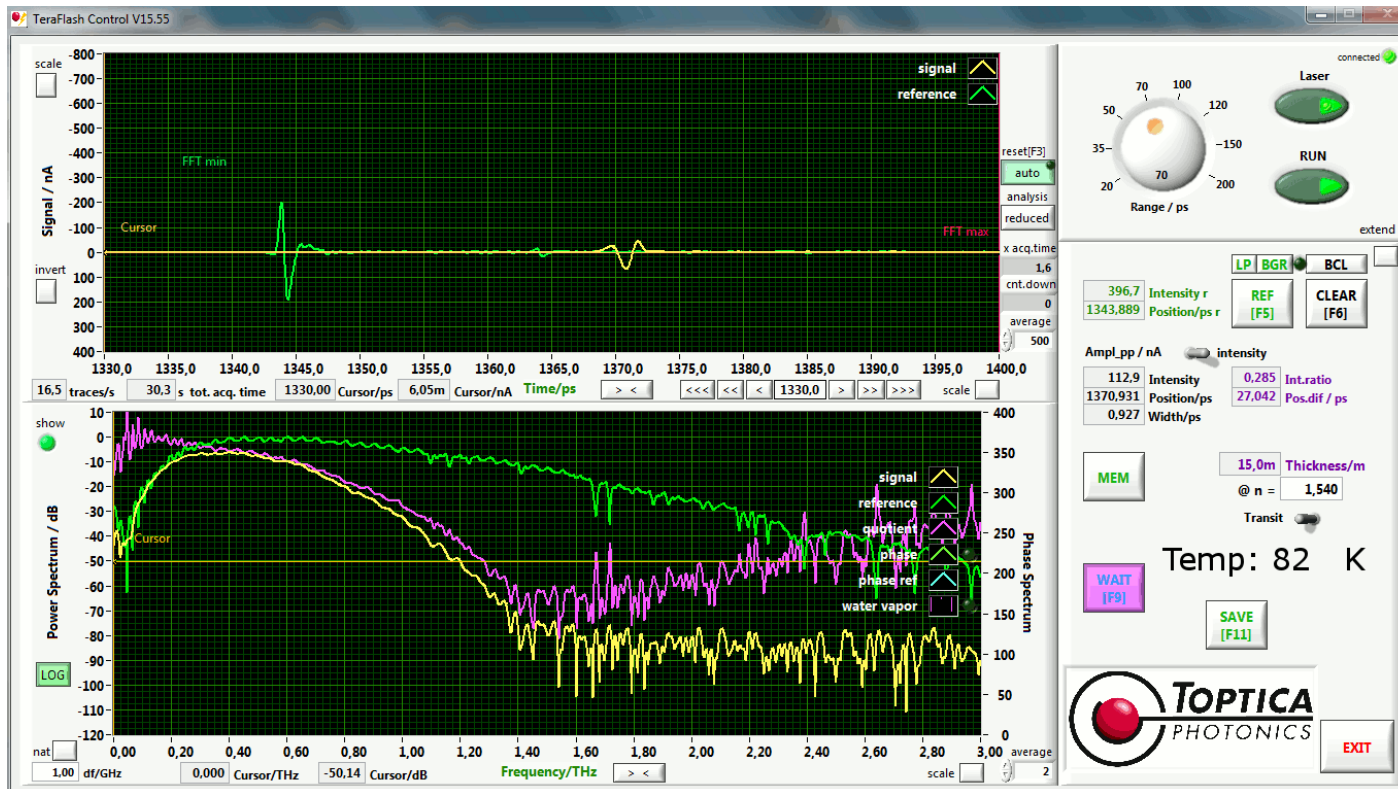 TeraFlash Control V15.55
scale
-800
-700
-600
-500
-400
-300
-200
-100
0
100
200
300
400
Signal / nA
invert
signal
reference
FFT min
Cursor
FFT max
1330,0 1335,0 1340,0 1345,0 1350,0 1355,0 1360,0 1365,0 1370,0 1375,0 1380,0 1385,0 1390,0 1395,0 1400,0
16,5 traces/s 30,3 s tot. acq. time 1330,00 Cursor/ps 6,05m Cursor/nA Time/ps > < <<< << < 1330,0 > >> >>> scale
reset[F3]
auto
analysis
reduced
x acq.time
1,6
cnt.down
0
average
500
show
10
0
-10
-20
-30
-40
-50
-60
-70
-80
-90
-100
-110
-120
Power Spectrum / dB
LOG
nat
Cursor
signal
reference
quotient
phase
phase ref
water vapor
400
350
300
250
200
150
100
50
0
Phase Spectrum
0,00 0,20 0,40 0,60 0,80 1,00 1,20 1,40 1,60 1,80 2,00 2,20 2,40 2,60 2,80 3,00
average
2
1,00 df/GHz 0,000 Cursor/THz -50,14 Cursor/dB Frequency/THz > < scale
connected
20
35
50
70
100
120
150
200
70
Range / ps
Laser
RUN
extend
LP BGR BCL
396,7 Intensity r
1343,889 Position/ps r
REF
[F5]
CLEAR
[F6]
Ampl_pp / nA intensity
112,9 Intensity 0,285 Int.ratio
1370,931 Position/ps 27,042 Pos.dif / ps
0,927 Width/ps
MEM
15,0m Thickness/m
@ n = 1,540
Transit
Temp: 82 K
WAIT
[F9]
SAVE
[F11]
TOPTICA
PHOTONICS
EXIT